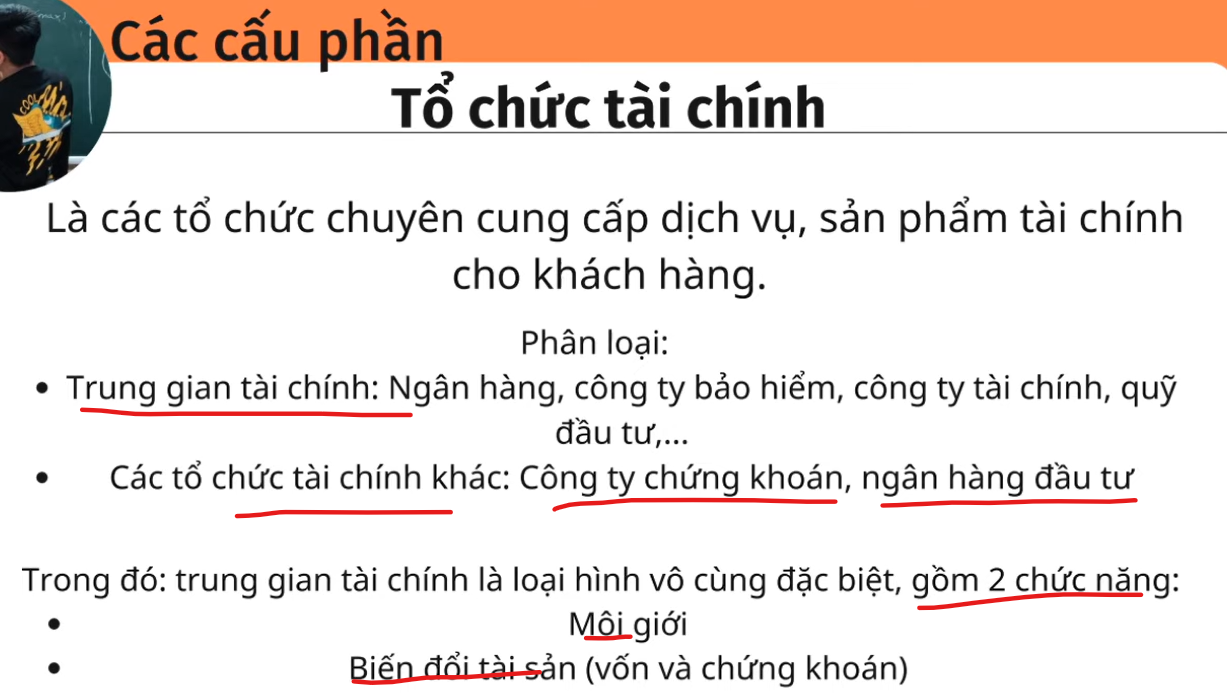 Các cấu phần
Tổ chức tài chính
Là các tổ chức chuyên cung cấp dịch vụ, sản phẩm tài chính
cho khách hàng.
Phân loại:
• Trung gian tài chính: Ngân hàng, công ty bảo hiểm, công ty tài chính, quỹ
đầu tư,...
• Các tổ chức tài chính khác: Công ty chứng khoán, ngân hàng đầu tư
Trong đó: trung gian tài chính là loại hình vô cùng đặc biệt, gồm 2 chức năng:
• Môi giới
• Biến đổi tài sản (vốn và chứng khoán)